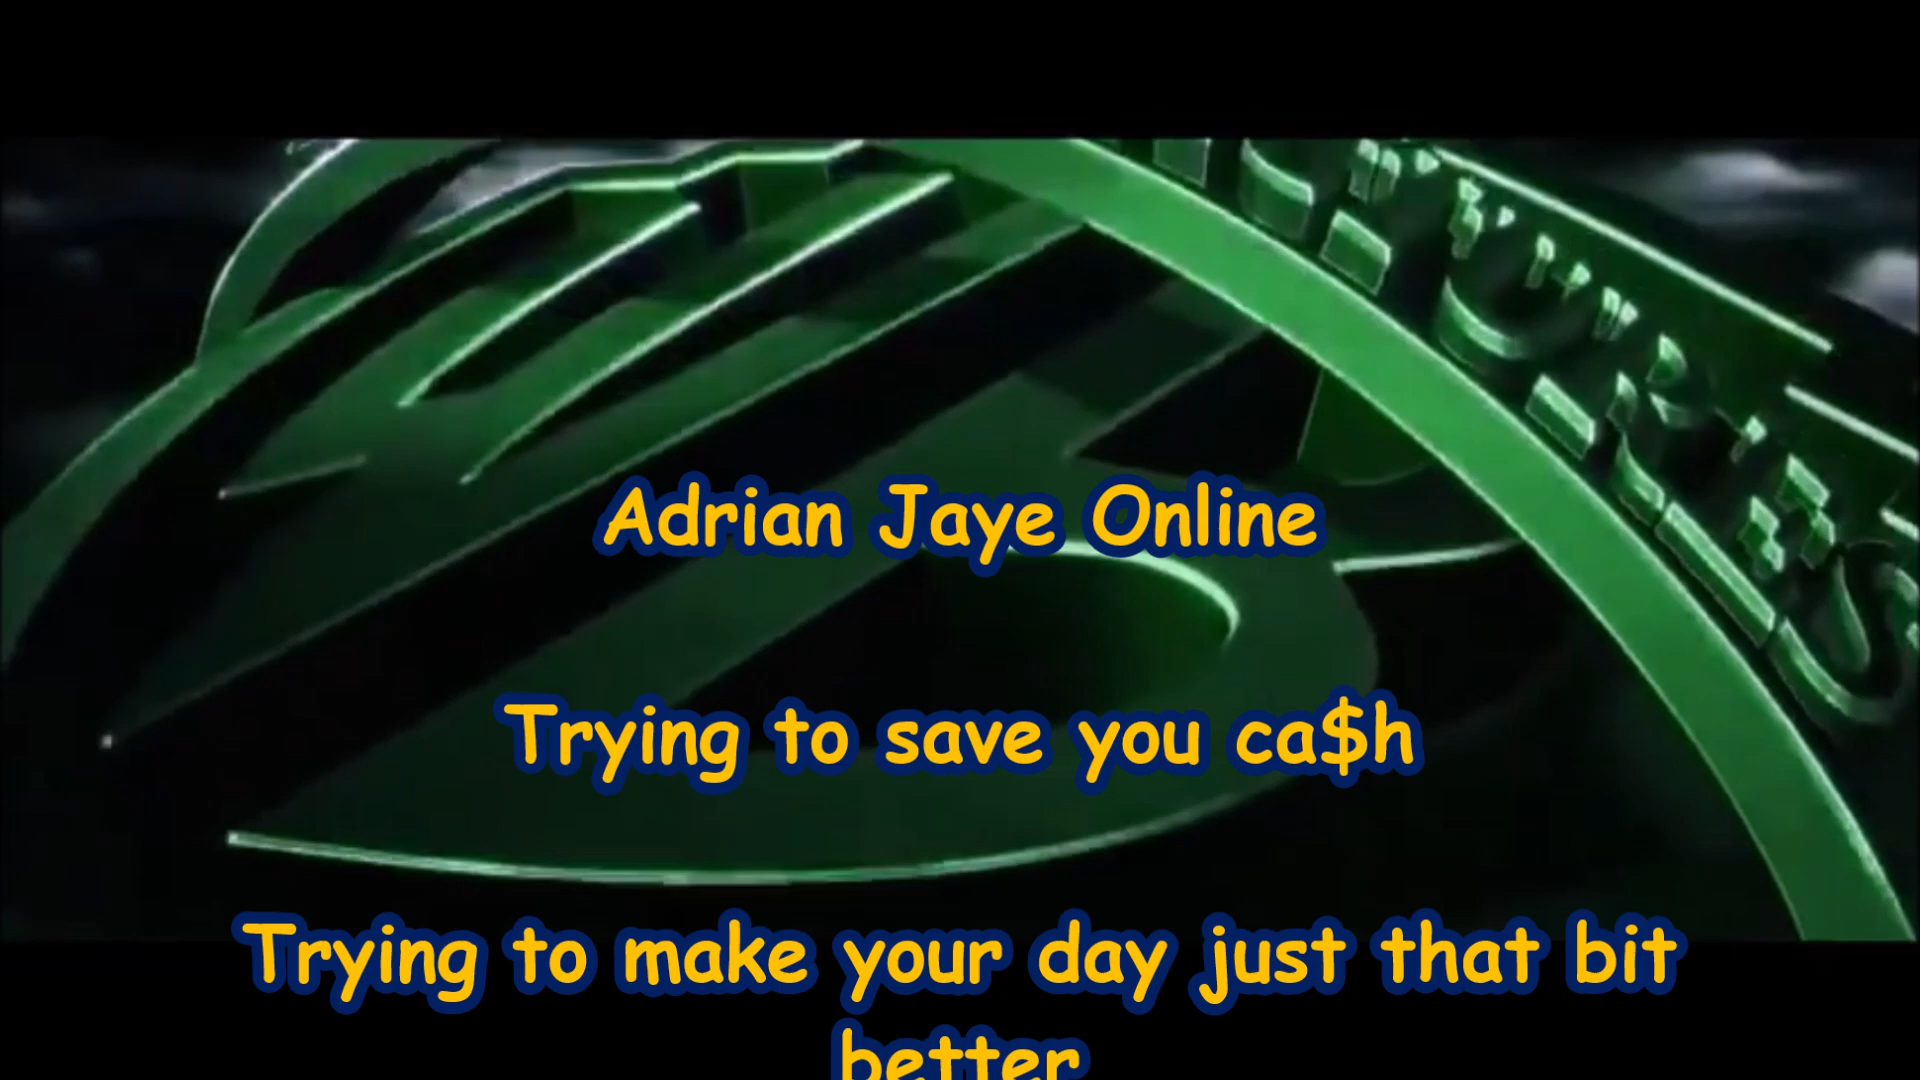 Adrian Jaye Online
Trying to save you ca$h
Trying to make your day just that bit
better